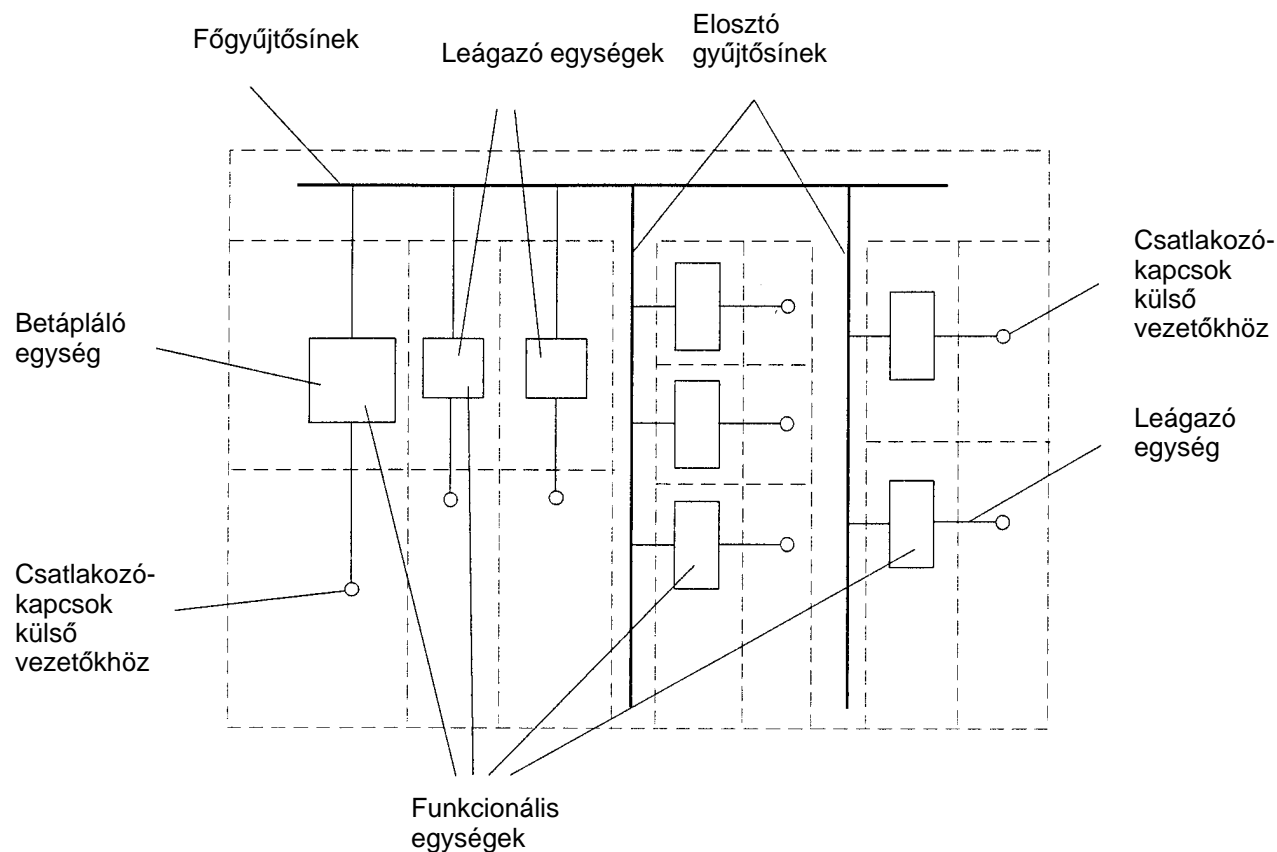 Főgyűjtősínek
Leágazó egységek
Elosztó
gyűjtősínek
Csatlakozó-
kapcsok
külső
vezetőkhöz
Betápláló
egység
Leágazó
egység
Csatlakozó-
kapcsok
külső
vezetőkhöz
Funkcionális
egységek